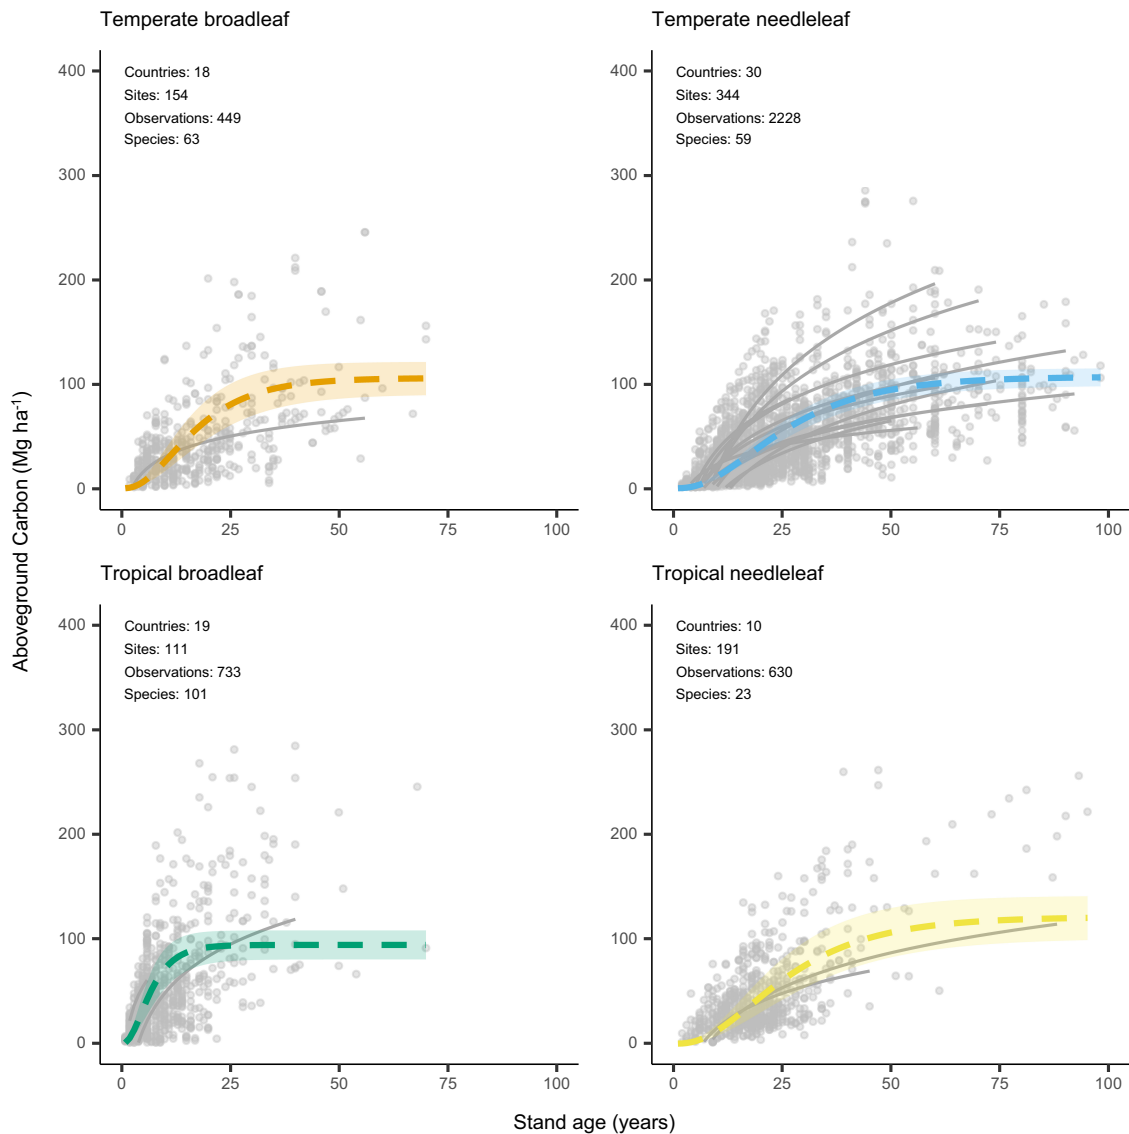 Temperate broadleaf
Countries: 18
Sites: 154
Observations: 449
Species: 63
400
300
200
100
0
0 25 50 75 100
Temperate needleleaf
Countries: 30
Sites: 344
Observations: 2228
Species: 59
400
300
200
100
0
0 25 50 75 100
Tropical broadleaf
Countries: 19
Sites: 111
Observations: 733
Species: 101
400
300
200
100
0
0 25 50 75 100
Tropical needleleaf
Countries: 10
Sites: 191
Observations: 630
Species: 23
400
300
200
100
0
0 25 50 75 100
Aboveground Carbon (Mg ha⁻¹)
Stand age (years)